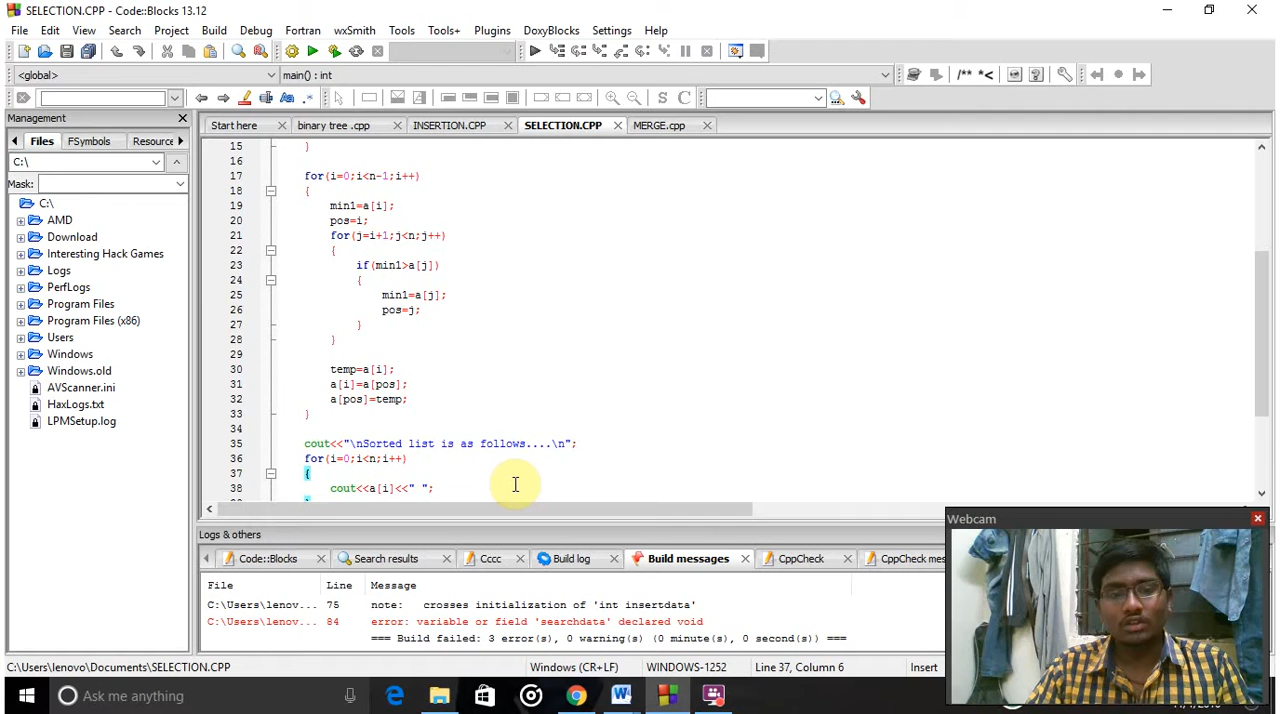 SELECTION.CPP - Code::Blocks 13.12
File Edit View Search Project Build Debug Fortran wxSmith Tools Tools+ Plugins DoxyBlocks Settings Help
<global> main() : int
/** *<
S C
Management
Start here binary tree .cpp INSERTION.CPP SELECTION.CPP MERGE.cpp
Files FSymbols Resource
C:\
Mask:
C:\
AMD
Download
Interesting Hack Games
Logs
PerfLogs
Program Files
Program Files (x86)
Users
Windows
Windows.old
AVScanner.ini
HaxLogs.txt
LPMSetup.log
15 }
16
17 for(i=0;i<n-1;i++)
18 {
19 min1=a[i];
20 pos=i;
21 for(j=i+1;j<n;j++)
22 {
23 if(min1>a[j])
24 {
25 min1=a[j];
26 pos=j;
27 }
28 }
29
30 temp=a[i];
31 a[i]=a[pos];
32 a[pos]=temp;
33 }
34
35 cout<<"\nSorted list is as follows....\n";
36 for(i=0;i<n;i++)
37 {
38 cout<<a[i]<<" ";
Logs & others
Code::Blocks Search results Cccc Build log Build messages CppCheck CppCheck mes
File Line Message
C:\Users\lenov... 75 note: crosses initialization of 'int insertdata'
C:\Users\lenov... 84 error: variable or field 'searchdata' declared void
=== Build failed: 3 error(s), 0 warning(s) (0 minute(s), 0 second(s)) ===
Webcam
C:\Users\lenovo\Documents\SELECTION.CPP Windows (CR+LF) WINDOWS-1252 Line 37, Column 6 Insert
Ask me anything